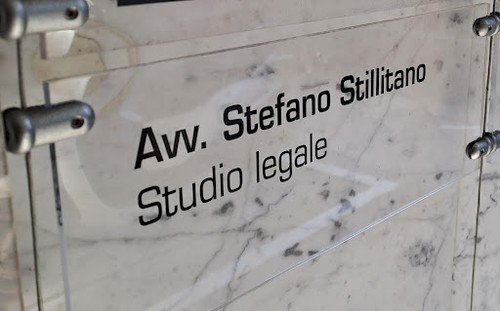 Avv. Stefano Stillitano
Studio legale